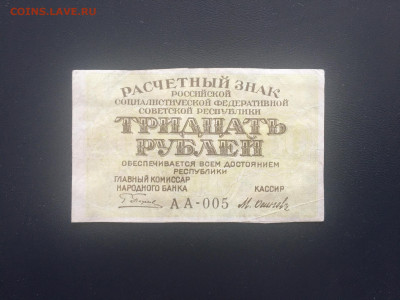 COINS.LAVE.RU
РАСЧЕТНЫЙ ЗНАК
РОССИЙСКОЙ
СОЦИАЛИСТИЧЕСКОЙ ФЕДЕРАТИВНОЙ
СОВЕТСКОЙ РЕСПУБЛИКИ
ТРИДЦАТЬ
РУБЛЕЙ
ОБЕСПЕЧИВАЕТСЯ ВСЕМ ДОСТОЯНИЕМ
РЕСПУБЛИКИ
ГЛАВНЫЙ КОМИССАР
НАРОДНОГО БАНКА
КАССИР
АА-005